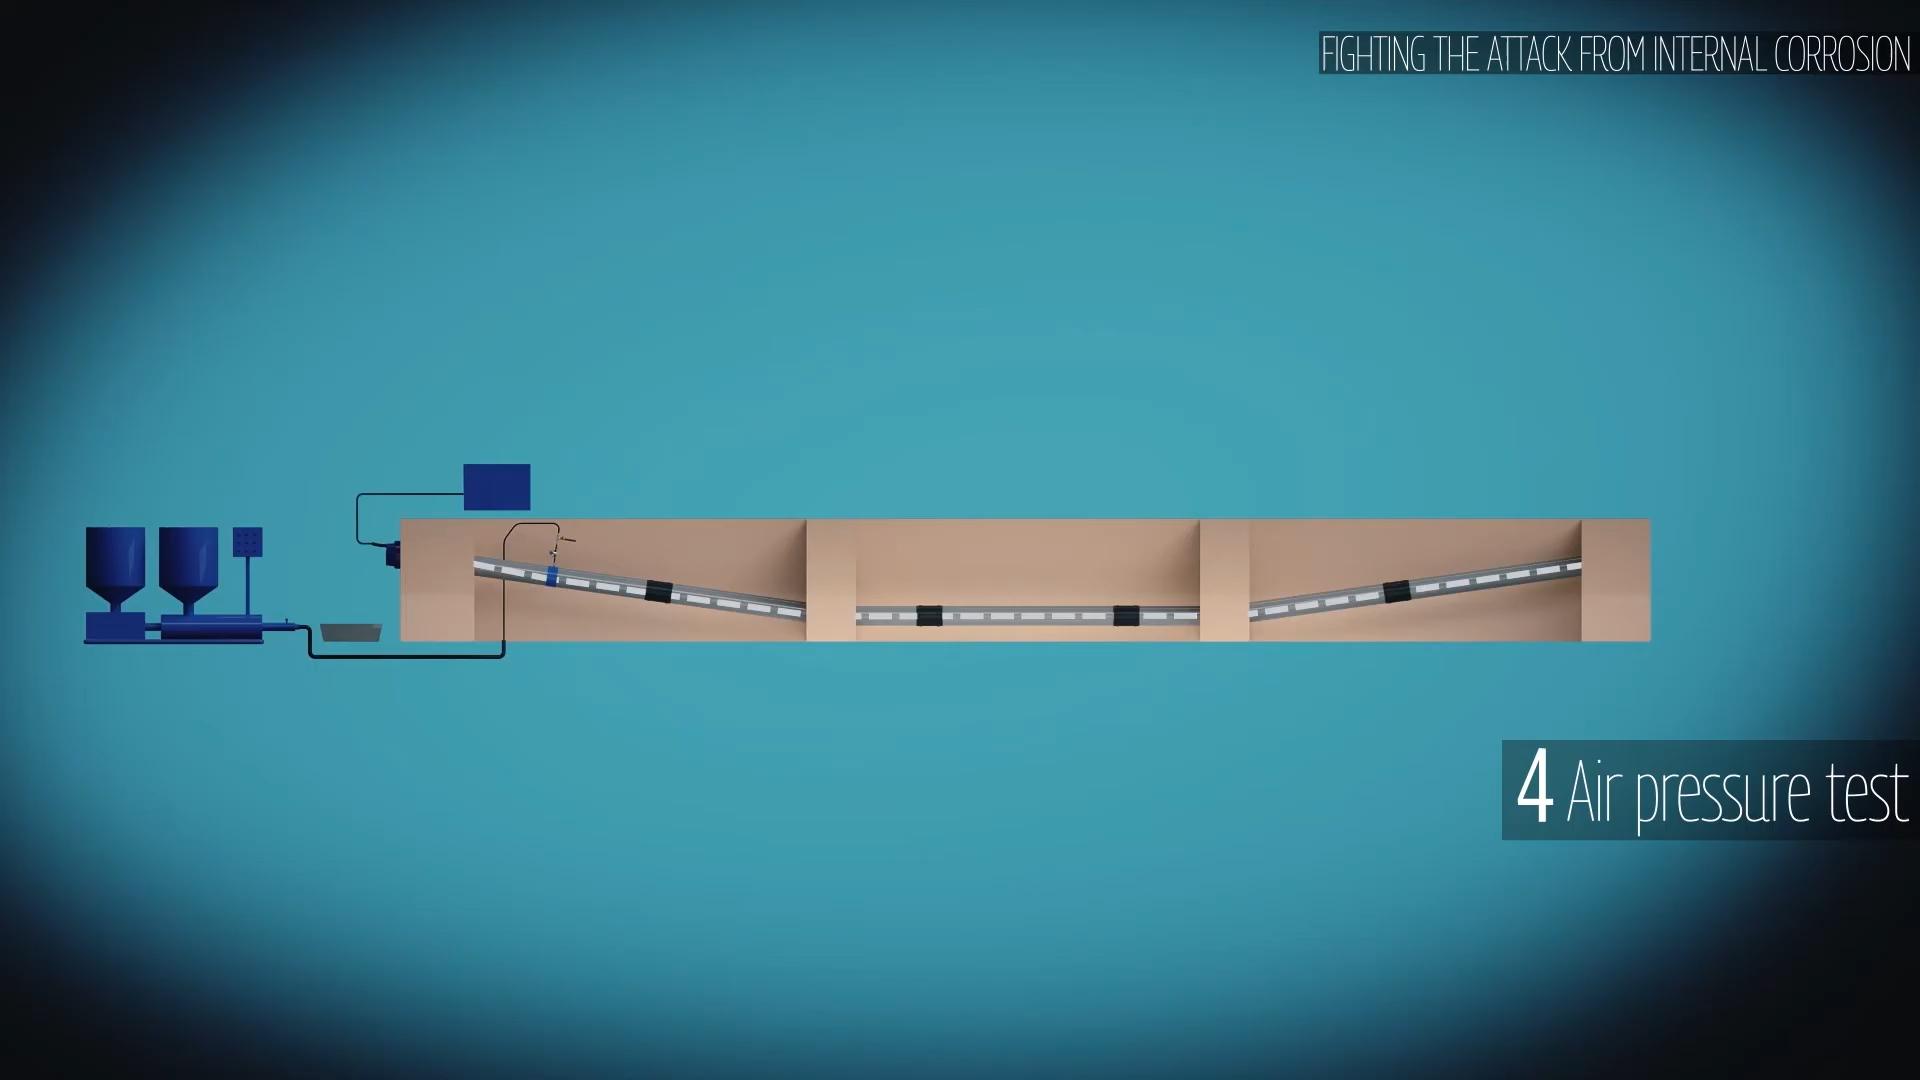 FIGHTING THE ATTACK FROM INTERNAL CORROSION
4 Air pressure test